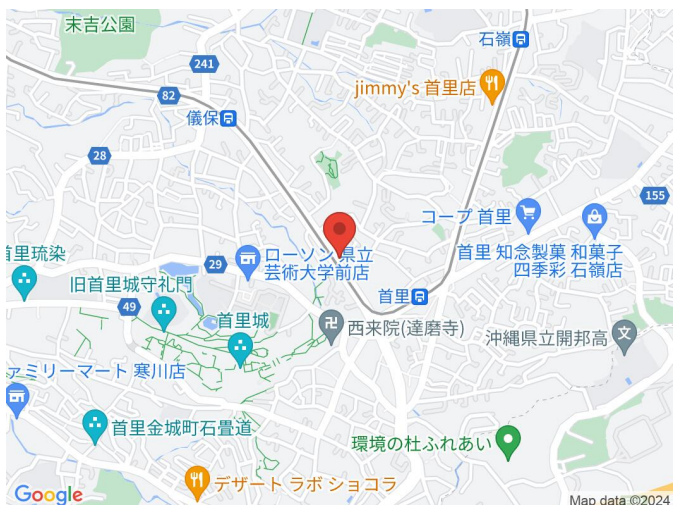 末吉公園
石嶺
241
jimmy's 首里店
82
儀保
28
155
コープ 首里
ローソン 県立
芸術大学前店
首里 知念製菓 和菓子
四季彩 石嶺店
首里琉染
29
旧首里城守礼門
首里
49
首里城
西来院(達磨寺)
沖縄県立開邦高
文
ァミリーマート 寒川店
首里金城町石畳道
環境の杜ふれあい
デザート ラボ ショコラ
Google
Map data ©2024